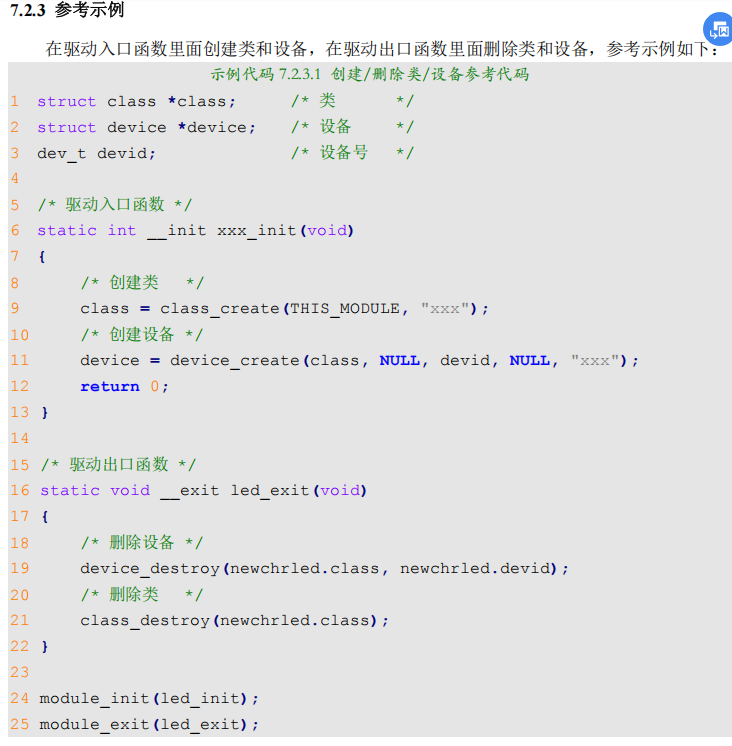 7.2.3 参考示例
在驱动入口函数里面创建类和设备，在驱动出口函数里面删除类和设备，参考示例如下：
示例代码 7.2.3.1 创建/删除类/设备参考代码
1 struct class *class; /* 类 */
2 struct device *device; /* 设备 */
3 dev_t devid; /* 设备号 */
4
5 /* 驱动入口函数 */
6 static int __init xxx_init(void)
7 {
8 /* 创建类 */
9 class = class_create(THIS_MODULE, "xxx");
10 /* 创建设备 */
11 device = device_create(class, NULL, devid, NULL, "xxx");
12 return 0;
13 }
14
15 /* 驱动出口函数 */
16 static void __exit led_exit(void)
17 {
18 /* 删除设备 */
19 device_destroy(newchrled.class, newchrled.devid);
20 /* 删除类 */
21 class_destroy(newchrled.class);
22 }
23
24 module_init(led_init);
25 module_exit(led_exit);